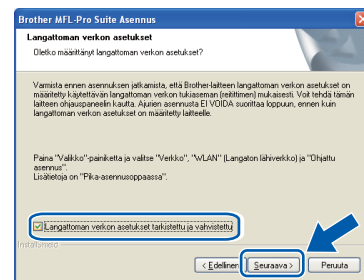 Brother MFL-Pro Suite Asennus
Langattoman verkon asetukset
Oletko määrittänyt langattoman verkon asetukset?
Varmista ennen asennuksen jatkamista, että Brother-laitteen langattoman verkon asetukset on
määritetty käytettävän langattoman verkon tukiaseman (reitittimen) mukaisesti. Voit tehdä tämän
laitteen ohjauspaneelin kautta. Ajurien asennusta EI VOIDA suorittaa loppuun, ennen kuin
langattoman verkon asetukset on määritetty laitteelle.
Paina "Valikko"-painiketta ja valitse "Verkko", "WLAN" (Langaton lähiverkko) ja "Ohjattu
asennus".
Lisätietoja on "Pika-asennusoppaassa".
Langattoman verkon asetukset tarkistettu ja vahvistettu
InstallShield
< Edellinen
Seuraava >
Peruuta